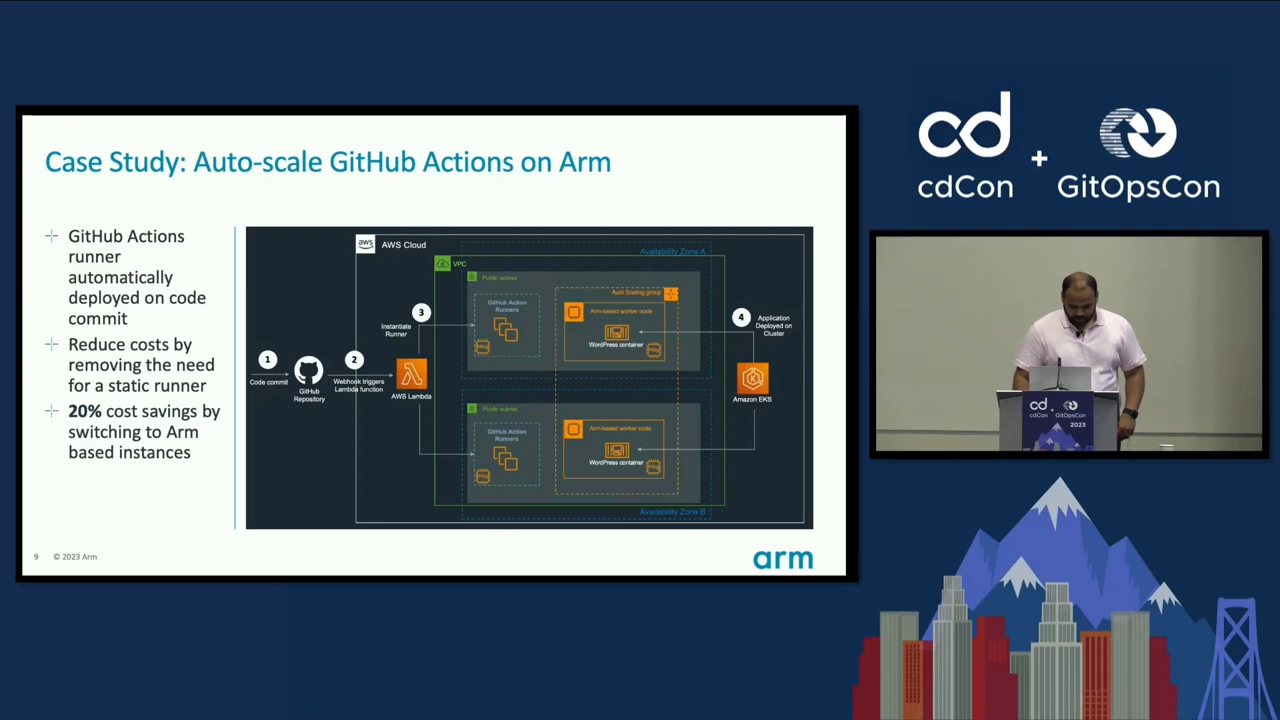 Case Study: Auto-scale GitHub Actions on Arm
GitHub Actions
runner
automatically
deployed on code
commit
Reduce costs by
removing the need
for a static runner
20% cost savings by
switching to Arm
based instances
aws
AWS Cloud
Availability Zone A
VPC
Public subnet
GitHub Action
Runners
Auto Scaling group
Arm-based worker node
WordPress container
3
Instantiate
Runner
4
Application
Deployed on
Cluster
1
Code commit
GitHub
Repository
2
Webhook triggers
Lambda function
AWS Lambda
Amazon EKS
Public subnet
GitHub Action
Runners
Arm-based worker node
WordPress container
Availability Zone B
9 © 2023 Arm
arm
cd
cdCon
+
GitOpsCon
cd
cdCon
+
GitOpsCon
2023